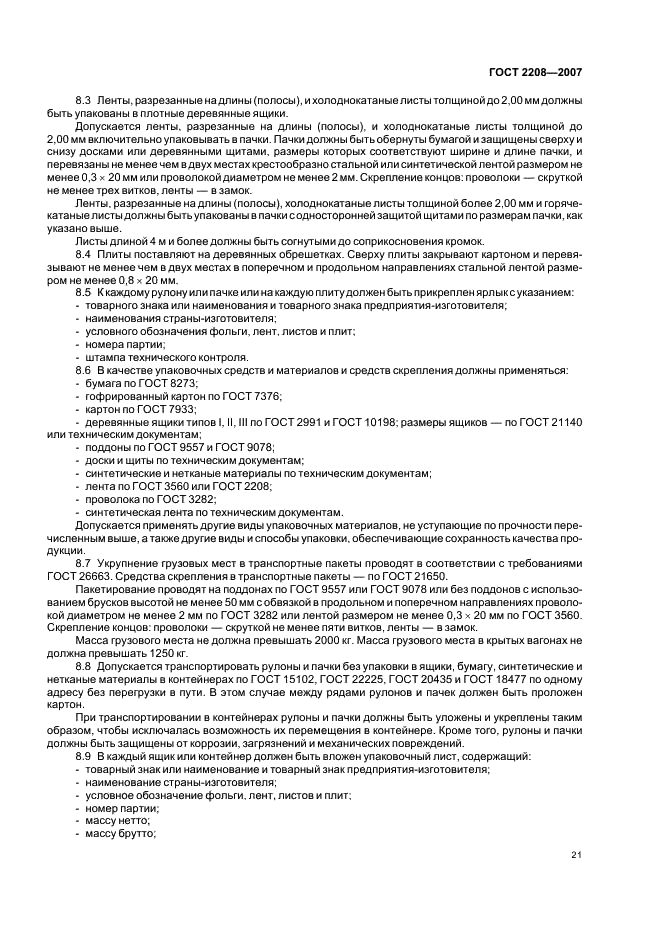 ГОСТ 2208—2007
8.3 Ленты, разрезанные на длины (полосы), и холоднокатаные листы толщиной до 2,00 мм должны
быть упакованы в плотные деревянные ящики.
Допускается ленты, разрезанные на длины (полосы), и холоднокатаные листы толщиной до
2,00 мм включительно упаковывать в пачки. Пачки должны быть обернуты бумагой и защищены сверху и
снизу досками или деревянными щитами, размеры которых соответствуют ширине и длине пачки, и
перевязаны не менее чем в двух местах крестообразно стальной или синтетической лентой размером не
менее 0,3 × 20 мм или проволокой диаметром не менее 2 мм. Скрепление концов: проволоки — скруткой
не менее трех витков, ленты — в замок.
Ленты, разрезанные на длины (полосы), холоднокатаные листы толщиной более 2,00 мм и горяче-
катаные листы должны быть упакованы в пачки с односторонней защитой щитами по размерам пачки, как
указано выше.
Листы длиной 4 м и более должны быть согнутыми до соприкосновения кромок.
8.4 Плиты поставляют на деревянных обрешетках. Сверху плиты закрывают картоном и перевя-
зывают не менее чем в двух местах в поперечном и продольном направлениях стальной лентой разме-
ром не менее 0,8 × 20 мм.
8.5 К каждому рулону или пачке или на каждую плиту должен быть прикреплен ярлык с указанием:
- товарного знака или наименования и товарного знака предприятия-изготовителя;
- наименования страны-изготовителя;
- условного обозначения фольги, лент, листов и плит;
- номера партии;
- штампа технического контроля.
8.6 В качестве упаковочных средств и материалов и средств скрепления должны применяться:
- бумага по ГОСТ 8273;
- гофрированный картон по ГОСТ 7376;
- картон по ГОСТ 7933;
- деревянные ящики типов I, II, III по ГОСТ 2991 и ГОСТ 10198; размеры ящиков — по ГОСТ 21140
или техническим документам;
- поддоны по ГОСТ 9557 и ГОСТ 9078;
- доски и щиты по техническим документам;
- синтетические и нетканые материалы по техническим документам;
- лента по ГОСТ 3560 или ГОСТ 2208;
- проволока по ГОСТ 3282;
- синтетическая лента по техническим документам.
Допускается применять другие виды упаковочных материалов, не уступающие по прочности пере-
численным выше, а также другие виды и способы упаковки, обеспечивающие сохранность качества про-
дукции.
8.7 Укрупнение грузовых мест в транспортные пакеты проводят в соответствии с требованиями
ГОСТ 26663. Средства скрепления в транспортные пакеты — по ГОСТ 21650.
Пакетирование проводят на поддонах по ГОСТ 9557 или ГОСТ 9078 или без поддонов с использо-
ванием брусков высотой не менее 50 мм с обвязкой в продольном и поперечном направлениях проволо-
кой диаметром не менее 2 мм по ГОСТ 3282 или лентой размером не менее 0,3 × 20 мм по ГОСТ 3560.
Скрепление концов: проволоки — скруткой не менее пяти витков, ленты — в замок.
Масса грузового места не должна превышать 2000 кг. Масса грузового места в крытых вагонах не
должна превышать 1250 кг.
8.8 Допускается транспортировать рулоны и пачки без упаковки в ящики, бумагу, синтетические и
нетканые материалы в контейнерах по ГОСТ 15102, ГОСТ 22225, ГОСТ 20435 и ГОСТ 18477 по одному
адресу без перегрузки в пути. В этом случае между рядами рулонов и пачек должен быть проложен
картон.
При транспортировании в контейнерах рулоны и пачки должны быть уложены и укреплены таким
образом, чтобы исключалась возможность их перемещения в контейнере. Кроме того, рулоны и пачки
должны быть защищены от коррозии, загрязнений и механических повреждений.
8.9 В каждый ящик или контейнер должен быть вложен упаковочный лист, содержащий:
- товарный знак или наименование и товарный знак предприятия-изготовителя;
- наименование страны-изготовителя;
- условное обозначение фольги, лент, листов и плит;
- номер партии;
- массу нетто;
- массу брутто;
21